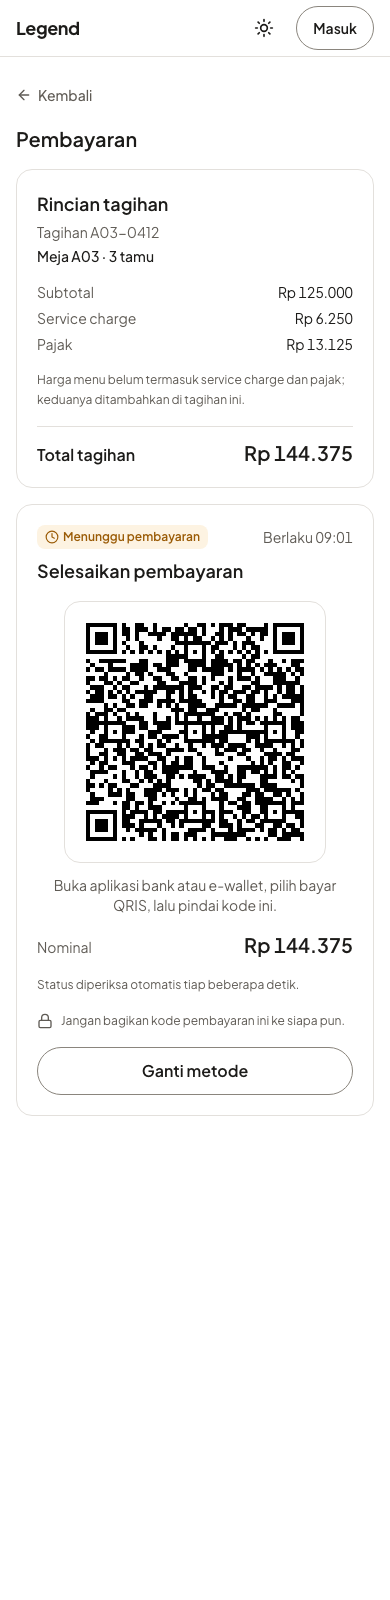 Legend
Masuk
Kembali
Pembayaran
Rincian tagihan
Tagihan A03-0412
Meja A03 · 3 tamu
Subtotal Rp 125.000
Service charge Rp 6.250
Pajak Rp 13.125
Harga menu belum termasuk service charge dan pajak;
keduanya ditambahkan di tagihan ini.
Total tagihan Rp 144.375
Menunggu pembayaran Berlaku 09:01
Selesaikan pembayaran
Buka aplikasi bank atau e-wallet, pilih bayar
QRIS, lalu pindai kode ini.
Nominal Rp 144.375
Status diperiksa otomatis tiap beberapa detik.
Jangan bagikan kode pembayaran ini ke siapa pun.
Ganti metode